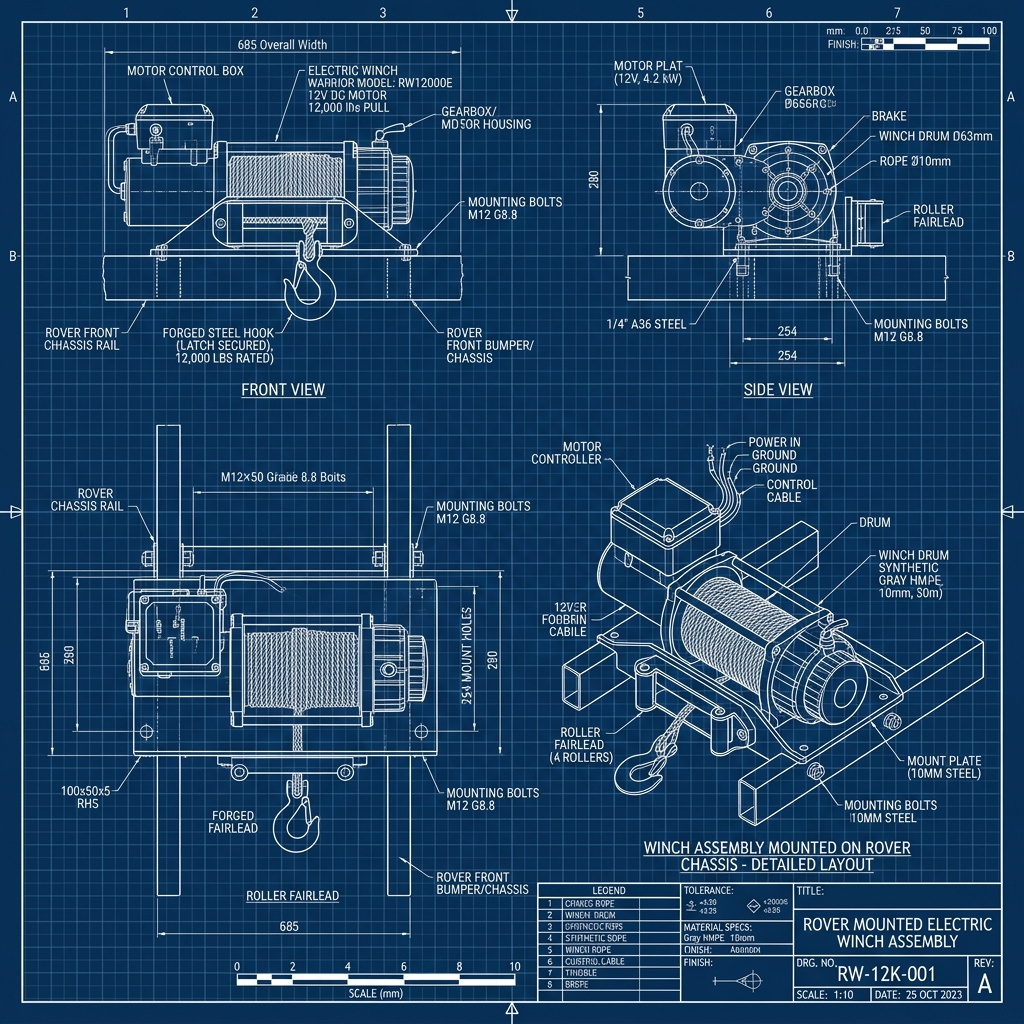 1
2
3
5
6
7
mm: 0.0 275 50 75 100
FINISH:
A
A
B
B
685 Overall Width
MOTOR CONTROL BOX
ELECTRIC WINCH
WARRIOR MODEL: RW12000E
12V DC MOTOR
12,000 lbs PULL
GEARBOX/
HOUSING
MOUNTING BOLTS
M12 G8.8
ROVER FRONT
CHASSIS RAIL
FORGED STEEL HOOK
(LATCH SECURED),
12,000 LBS RATED)
ROVER
FRONT BUMPER/
CHASSIS
FRONT VIEW
MOTOR PLAT
(12V, 4.2 kW)
GEARBOX
BRAKE
WINCH DRUM Ø63mm
ROPE Ø10mm
ROLLER
FAIRLEAD
280
1/4" A36 STEEL
254
254
MOUNTING BOLTS
M12 G8.8
SIDE VIEW
M12x50 Grade 8.8 Bolts
ROVER
CHASSIS RAIL
MOUNTING BOLTS
M12 G8.8
280
254 MOUNT HOLES
280
100x50x5
RHS
FORGED
FAIRLEAD
MOUNTING BOLTS
M12 G8.8
ROVER FRONT
BUMPER/CHASSIS
ROLLER FAIRLEAD
685
0 2 4 6 8 10
SCALE (mm)
MOTOR
CONTROLLER
POWER IN
GROUND
GROUND
CONTROL
CABLE
DRUM
WINCH DRUM
SYNTHETIC
GRAY HMPE,
10mm,
ROLLER
FAIRLEAD
(4 ROLLERS)
MOUNT PLATE
(10MM STEEL)
MOUNTING BOLTS
10MM STEEL
WINCH ASSEMBLY MOUNTED ON ROVER
CHASSIS - DETAILED LAYOUT
LEGEND
1
2 DRUM
3
4
5 WINCH ROPE
6 CABLE
7
8
TOLERANCE:
MATERIAL SPECS:
Gray HMPE
FINISH:
TITLE:
ROVER MOUNTED ELECTRIC
WINCH ASSEMBLY
DRG. NO.
RW-12K-001
REV:
A
SCALE: 1:10
DATE: 25 OCT 2023